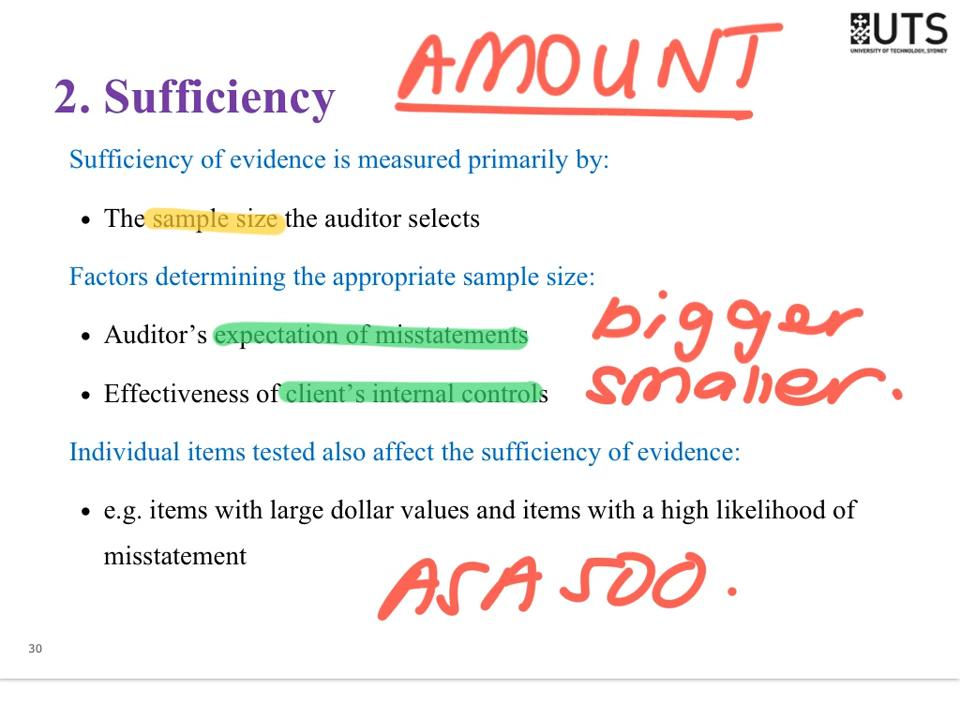 AMOUNT
UTS
UNIVERSITY OF TECHNOLOGY, SYDNEY
2. Sufficiency
Sufficiency of evidence is measured primarily by:
• The sample size the auditor selects
Factors determining the appropriate sample size:
• Auditor's expectation of misstatements bigger
• Effectiveness of client's internal controls smaller.
Individual items tested also affect the sufficiency of evidence:
• e.g. items with large dollar values and items with a high likelihood of
misstatement
ASA 500.
30